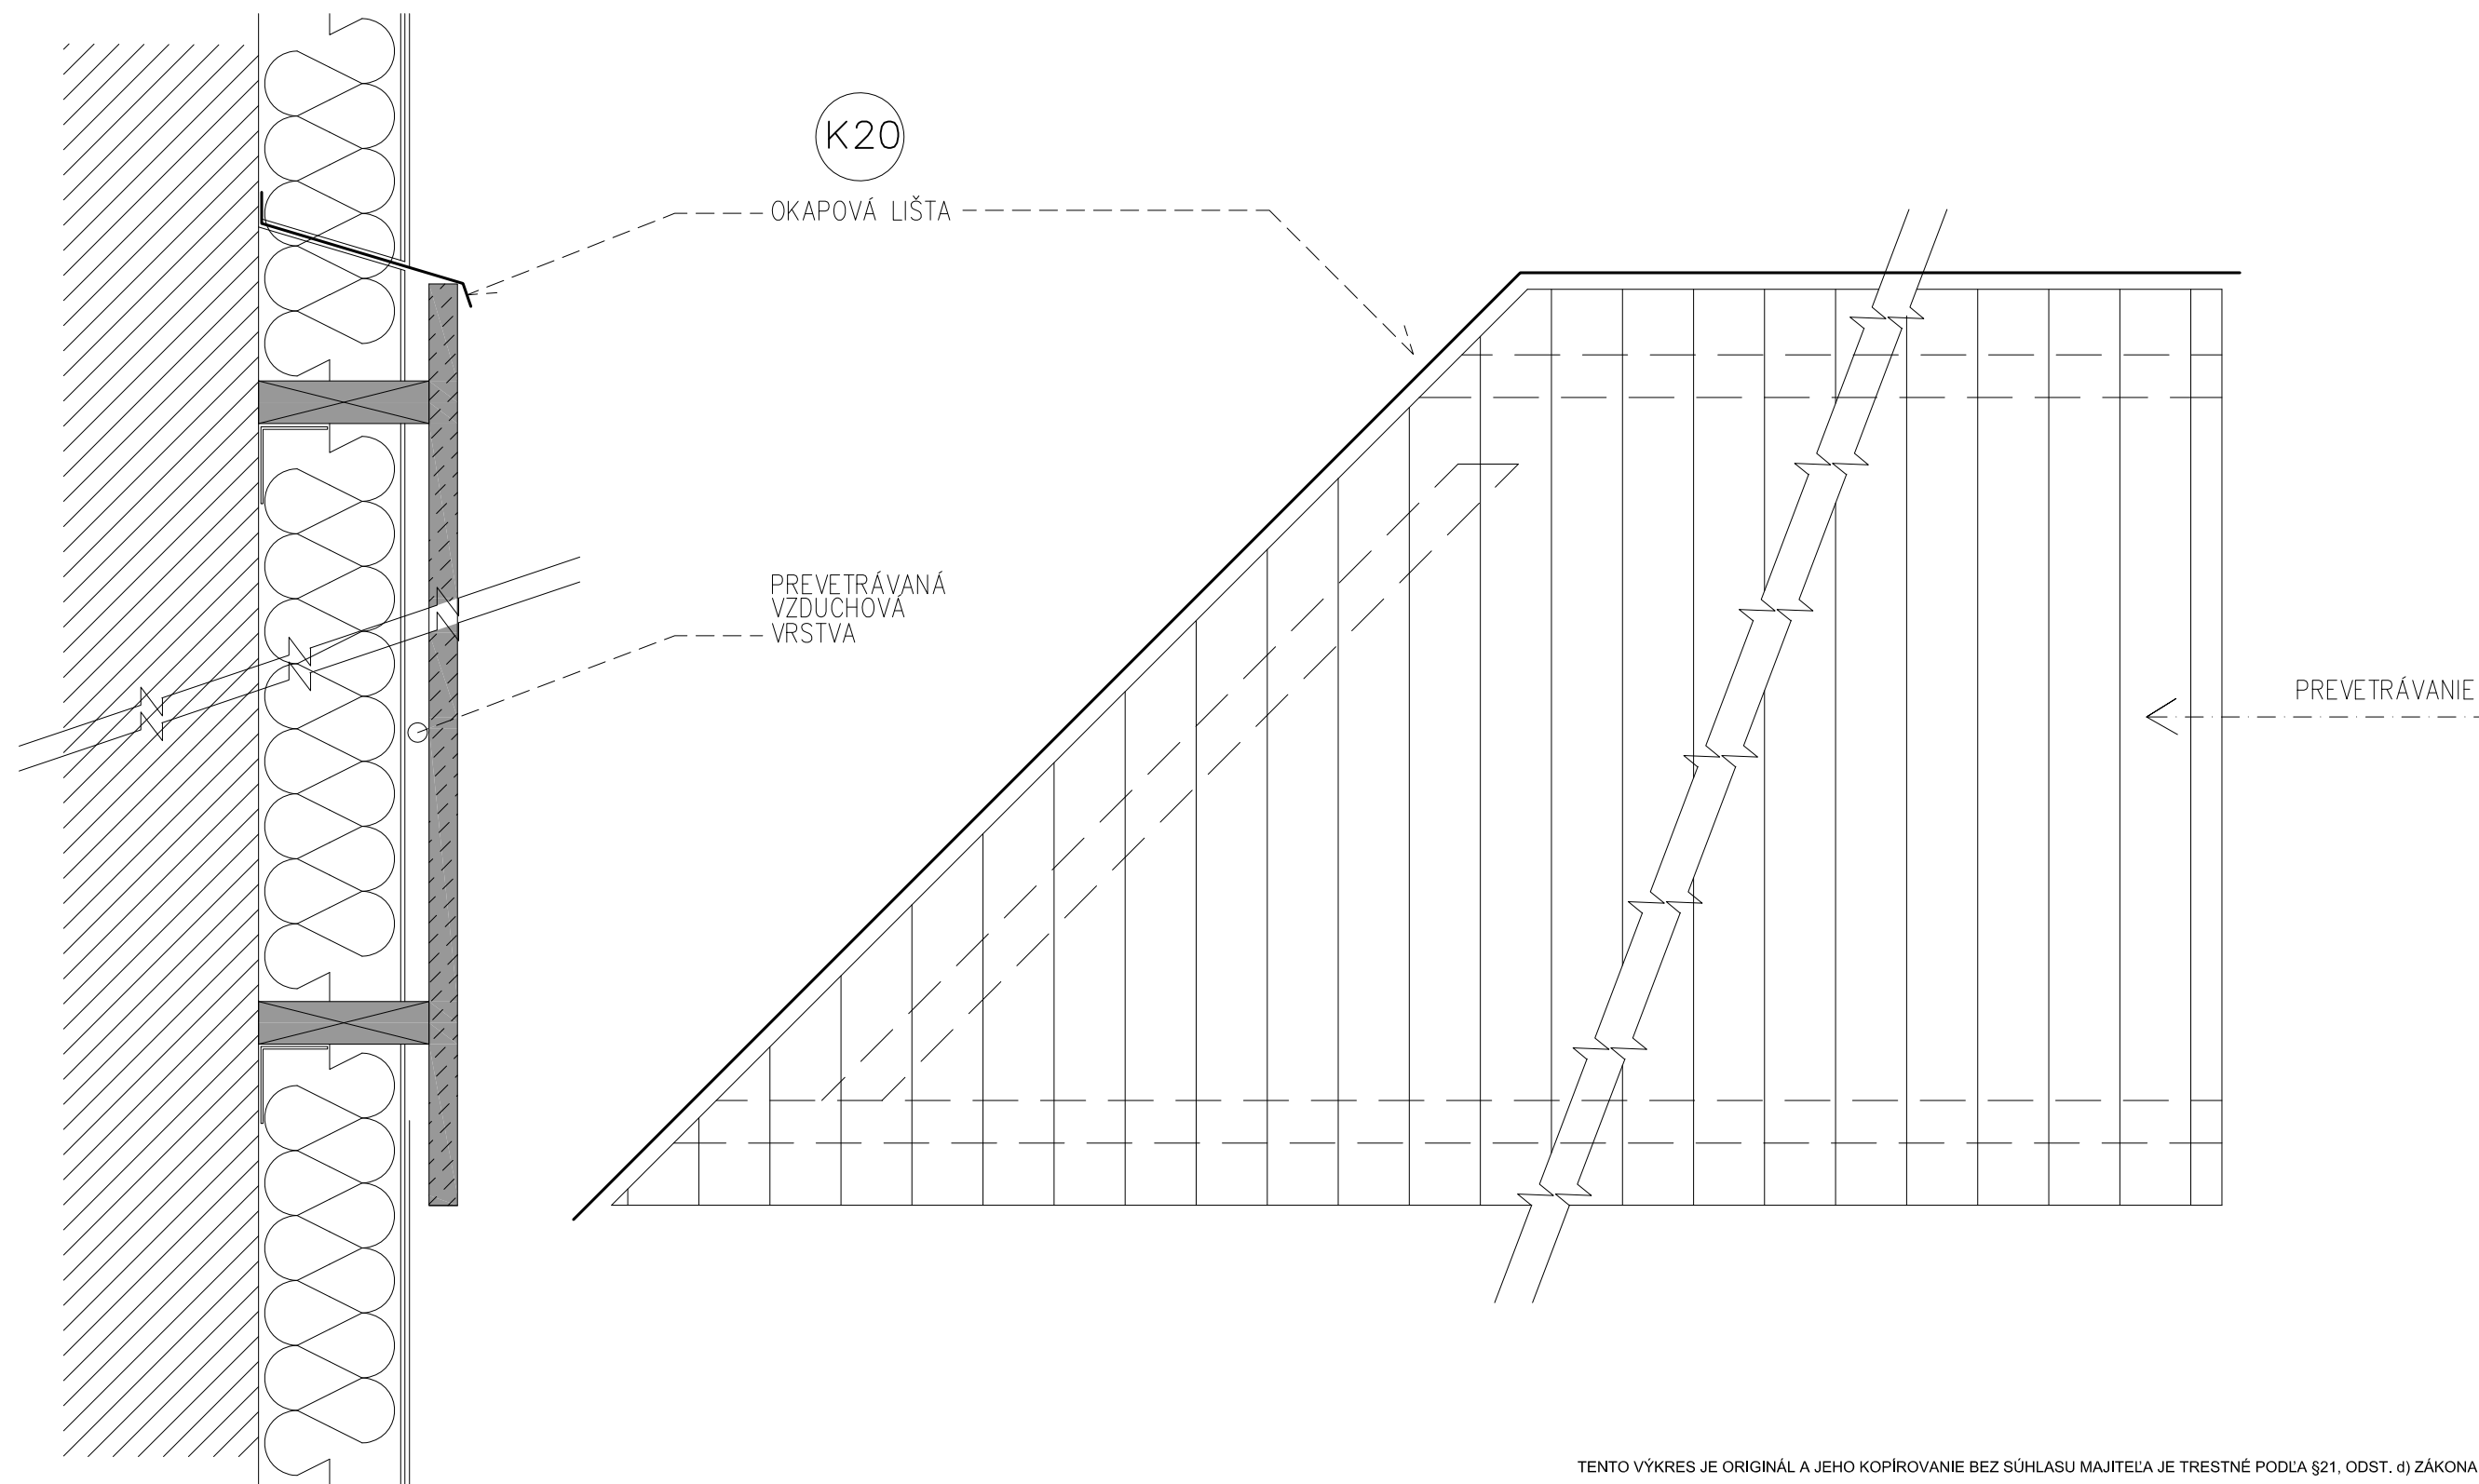 K20
OKAPOVÁ LIŠTA
PREVETRÁVANÁ
VZDUCHOVÁ
VRSTVA
PREVETRÁVANIE
TENTO VÝKRES JE ORIGINÁL A JEHO KOPÍROVANIE BEZ SÚHLASU MAJITEĽA JE TRESTNÉ PODĽA §21, ODST. d) ZÁKONA